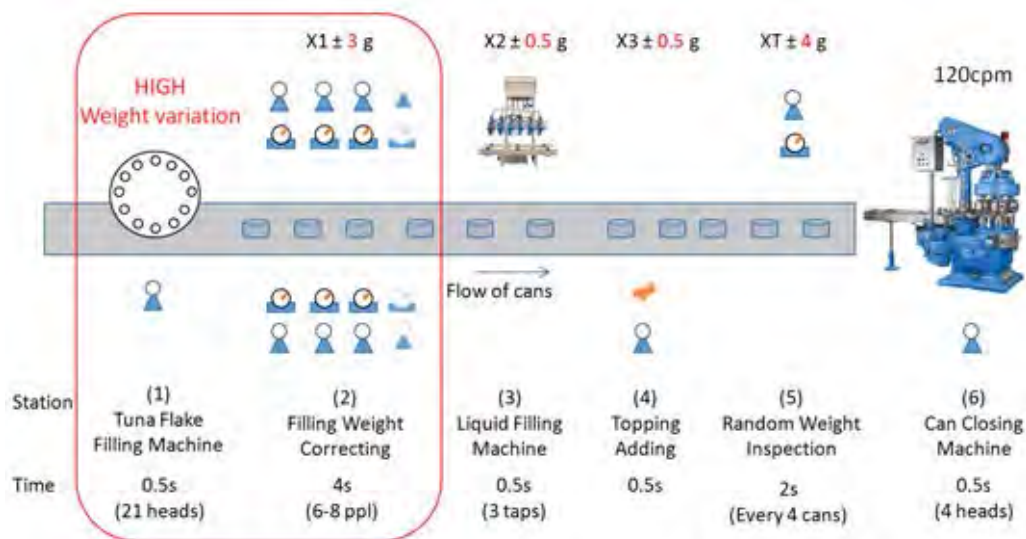 X1 ± 3 g
X2 ± 0.5 g
X3 ± 0.5 g
XT ± 4 g
HIGH
Weight variation
120cpm
Flow of cans
Station
(1)
Tuna Flake
Filling Machine
(2)
Filling Weight
Correcting
(3)
Liquid Filling
Machine
(4)
Topping
Adding
(5)
Random Weight
Inspection
(6)
Can Closing
Machine
Time
0.5s
(21 heads)
4s
(6-8 ppl)
0.5s
(3 taps)
0.5s
2s
(Every 4 cans)
0.5s
(4 heads)